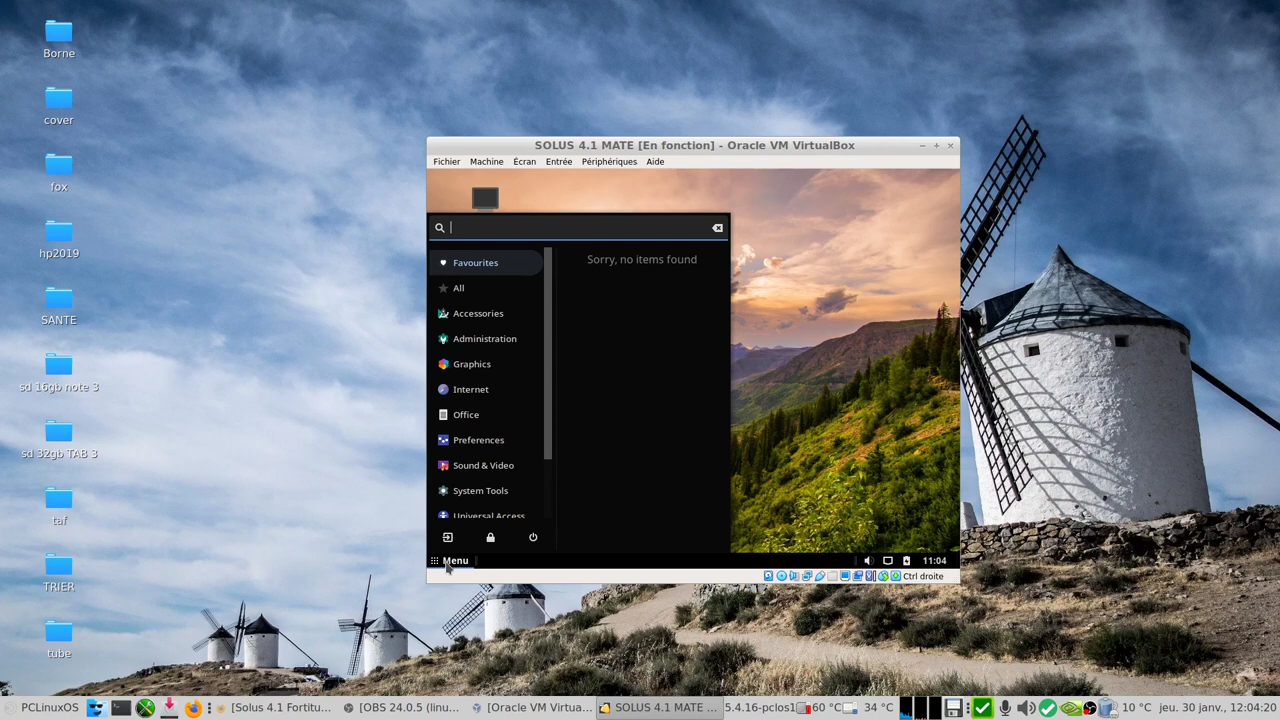 Borne
cover
fox
hp2019
SANTE
sd 16gb note 3
sd 32gb TAB 3
taf
TRIER
tube
SOLUS 4.1 MATE [En fonction] - Oracle VM VirtualBox
Fichier Machine Écran Entrée Périphériques Aide
Favourites
All
Accessories
Administration
Graphics
Internet
Office
Preferences
Sound & Video
System Tools
Universal Access
Sorry, no items found
Menu
11:04
Ctrl droite
PCLinuxOS
[Solus 4.1 Fortitu...
[OBS 24.0.5 (linu...
[Oracle VM Virtua...
SOLUS 4.1 MATE ...
5.4.16-pclos
60 °C
34 °C
10 °C
jeu. 30 janv., 12:04:20